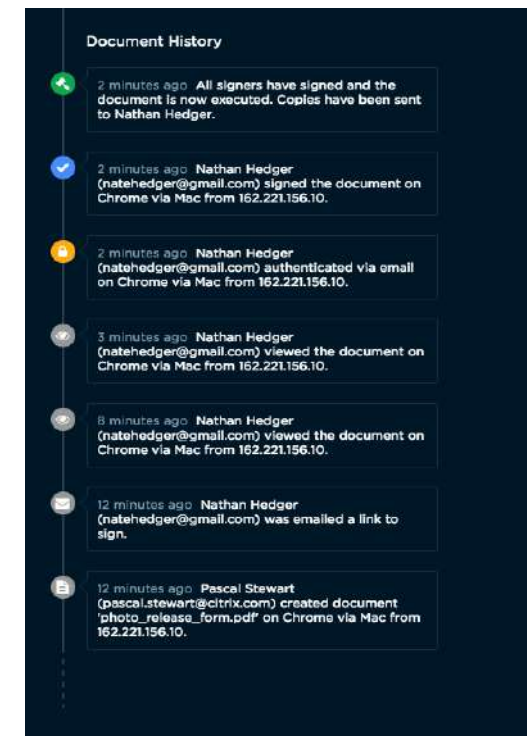 Document History
2 minutes ago All signers have signed and the
document is now executed. Copies have been sent
to Nathan Hedger.
2 minutes ago Nathan Hedger
(natehedger@gmail.com) signed the document on
Chrome via Mac from 162.221.156.10.
2 minutes ago Nathan Hedger
(natehedger@gmail.com) authenticated via email
on Chrome via Mac from 162.221.156.10.
3 minutes ago Nathan Hedger
(natehedger@gmail.com) viewed the document on
Chrome via Mac from 162.221.156.10.
8 minutes ago Nathan Hedger
(natehedger@gmail.com) viewed the document on
Chrome via Mac from 162.221.156.10.
12 minutes ago Nathan Hedger
(natehedger@gmail.com) was emailed a link to
sign.
12 minutes ago Pascal Stewart
(pascal.stewart@citrix.com) created document
'photo_release_form.pdf' on Chrome via Mac from
162.221.156.10.